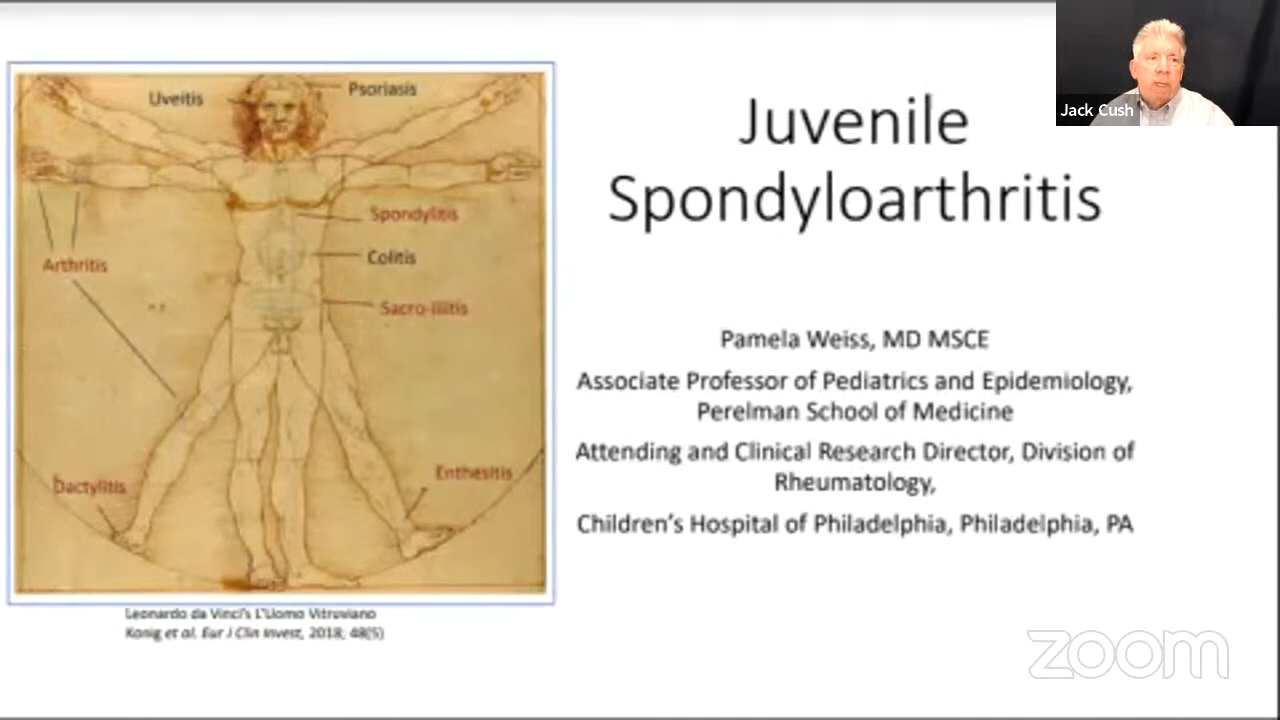 Juvenile
Spondyloarthritis
Jack Cush
Uveitis
Psoriasis
Spondylitis
Colitis
Arthritis
Sacro-iliitis
Dactylitis
Enthesitis
Pamela Weiss, MD MSCE
Associate Professor of Pediatrics and Epidemiology,
Perelman School of Medicine
Attending and Clinical Research Director, Division of
Rheumatology,
Children's Hospital of Philadelphia, Philadelphia, PA
Leonardo da Vinci's L'Uomo Vitruviano
Konig et al. Eur J Clin Invest, 2018; 48(5)
zoom